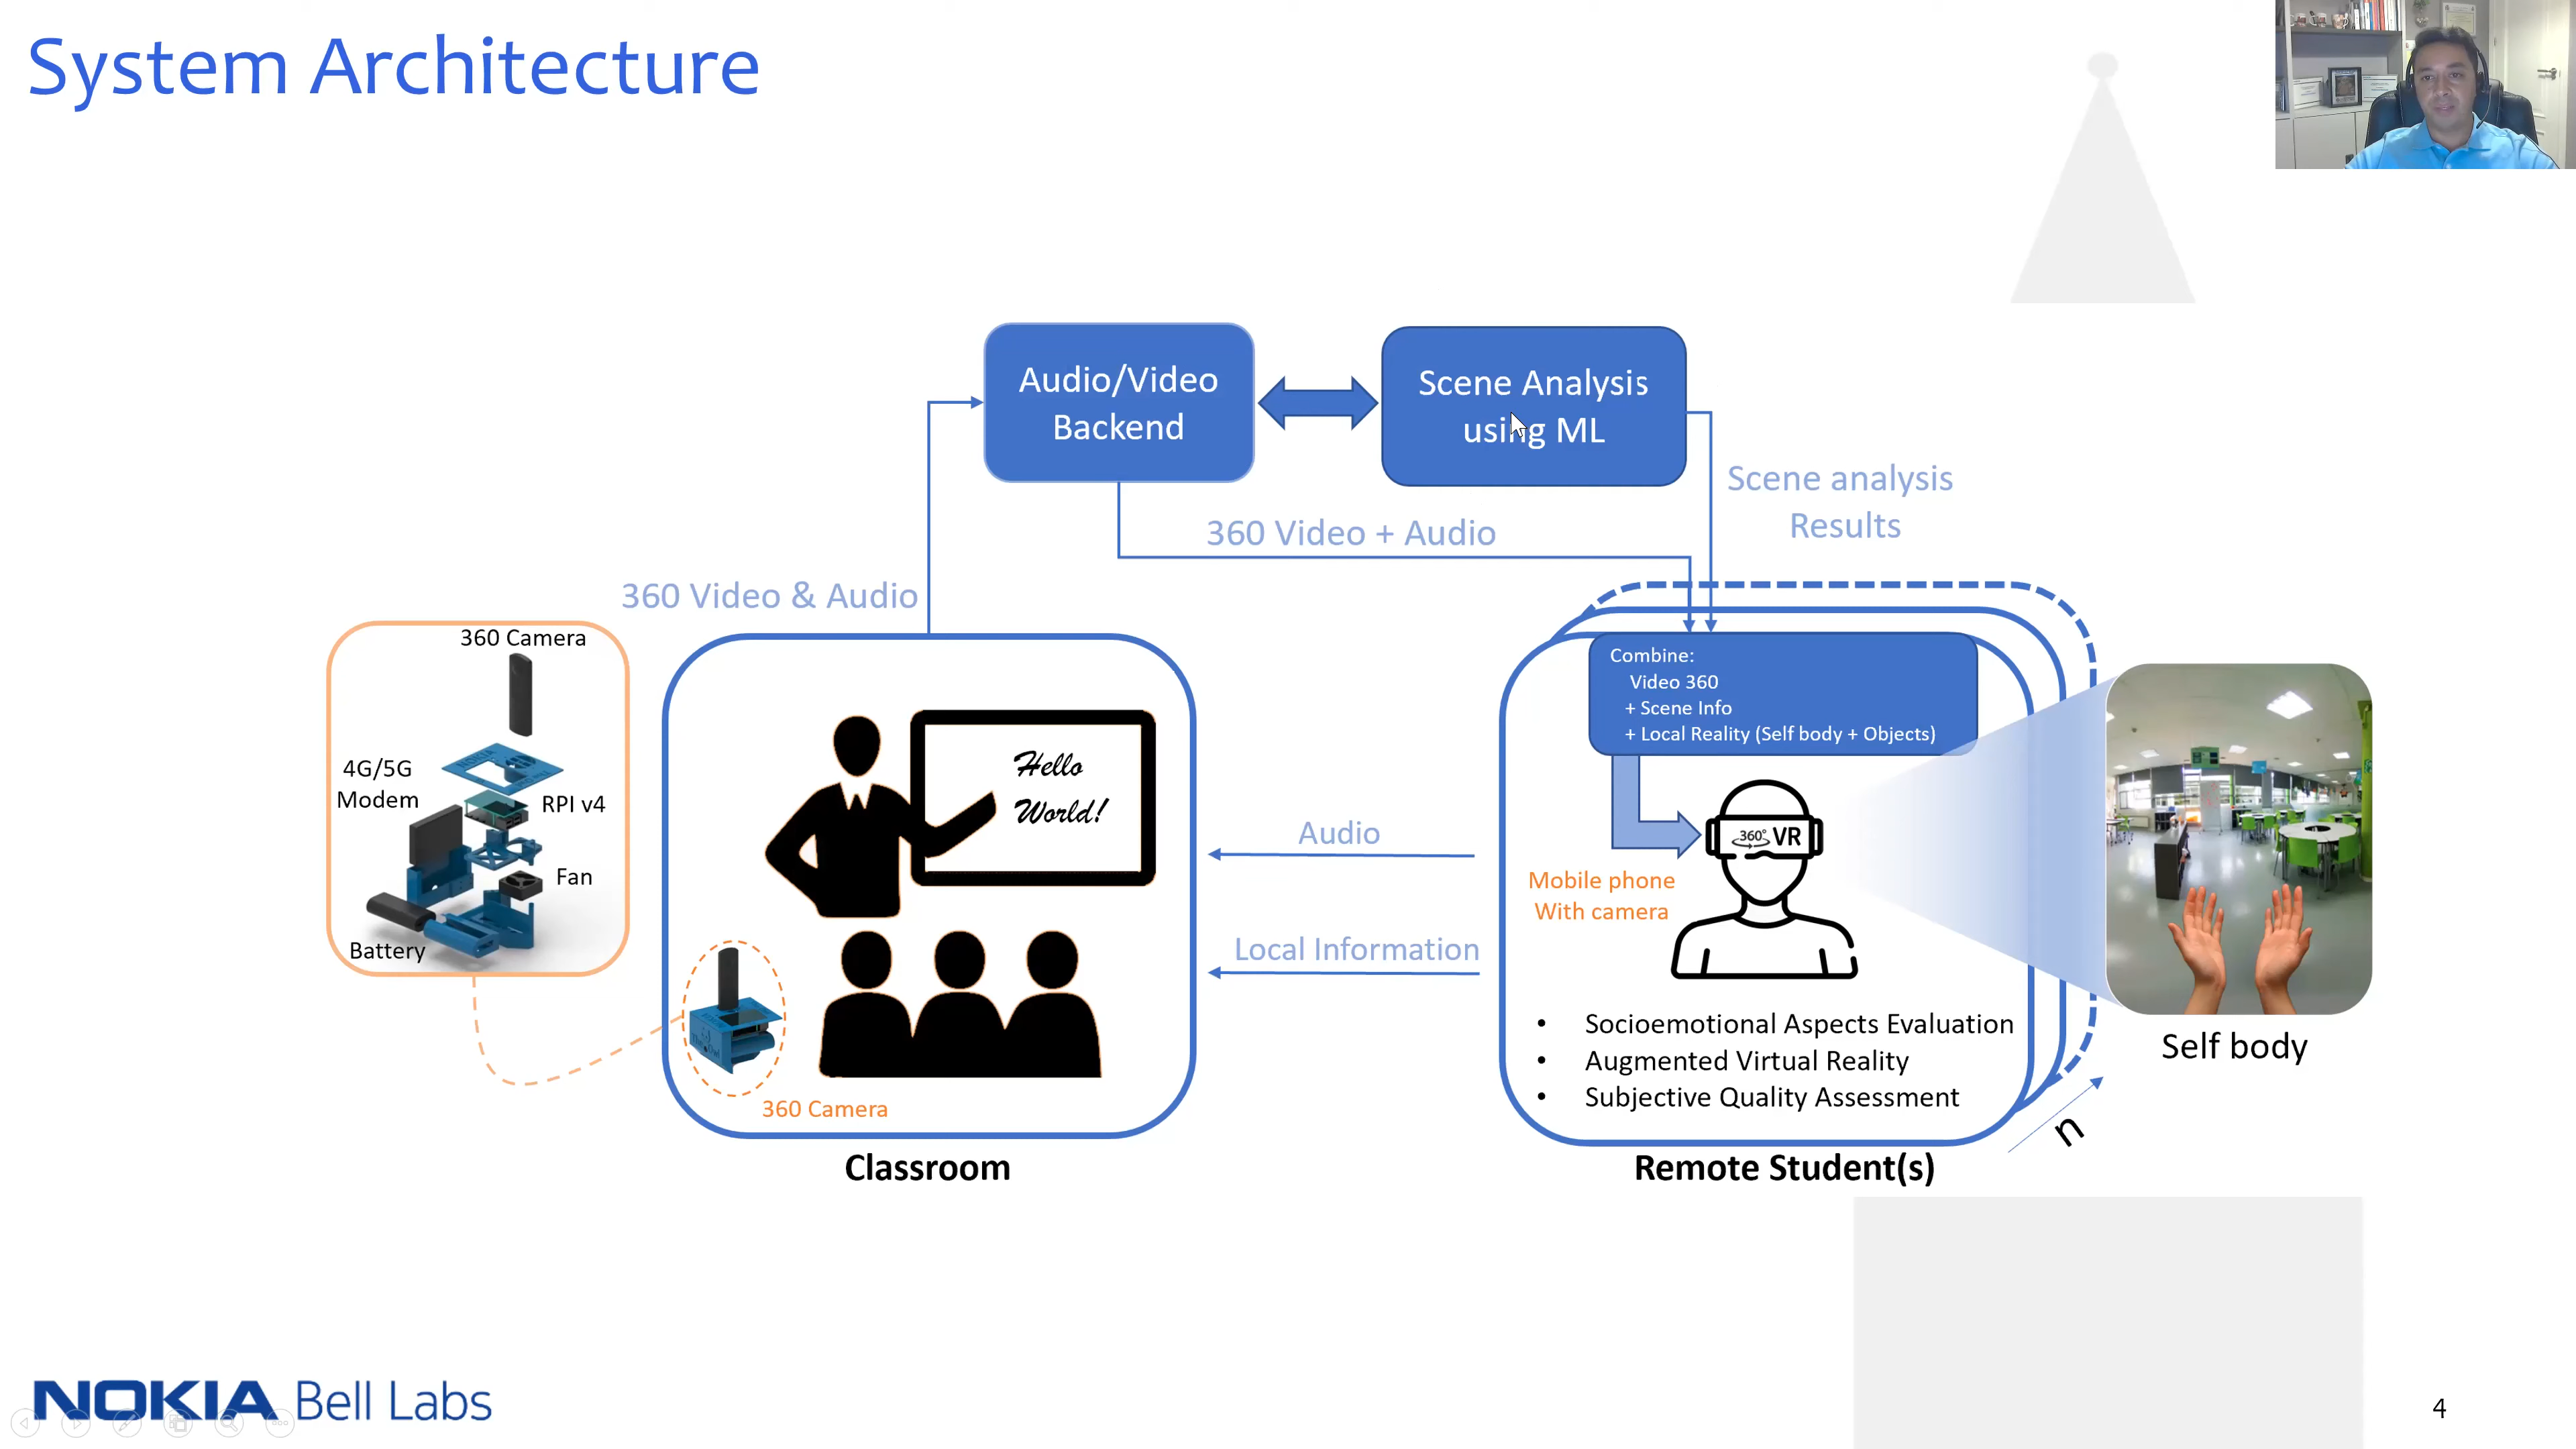 System Architecture
Audio/Video
Backend
Scene Analysis
using ML
Scene analysis
Results
360 Video + Audio
360 Video & Audio
360 Camera
4G/5G
Modem
RPI v4
Fan
Battery
Hello
World!
360 Camera
Classroom
Audio
Local Information
Combine:
Video 360
+ Scene Info
+ Local Reality (Self body + Objects)
360° VR
Mobile phone
With camera
• Socioemotional Aspects Evaluation
• Augmented Virtual Reality
• Subjective Quality Assessment
n
Remote Student(s)
Self body
NOKIA Bell Labs
4